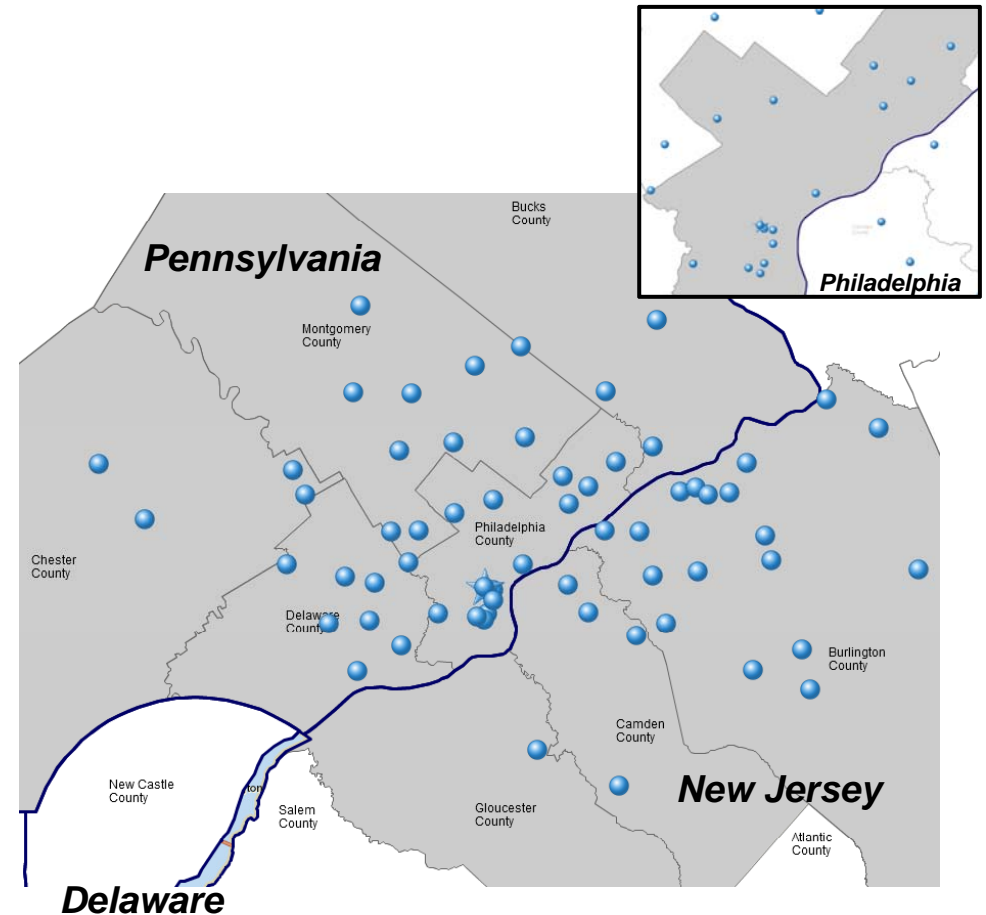 Philadelphia
Bucks
County
Pennsylvania
Montgomery
County
Philadelphia
County
Chester
County
Delaware
County
Burlington
County
Camden
County
New Jersey
New Castle
County
Salem
County
Gloucester
County
Atlantic
County
Delaware